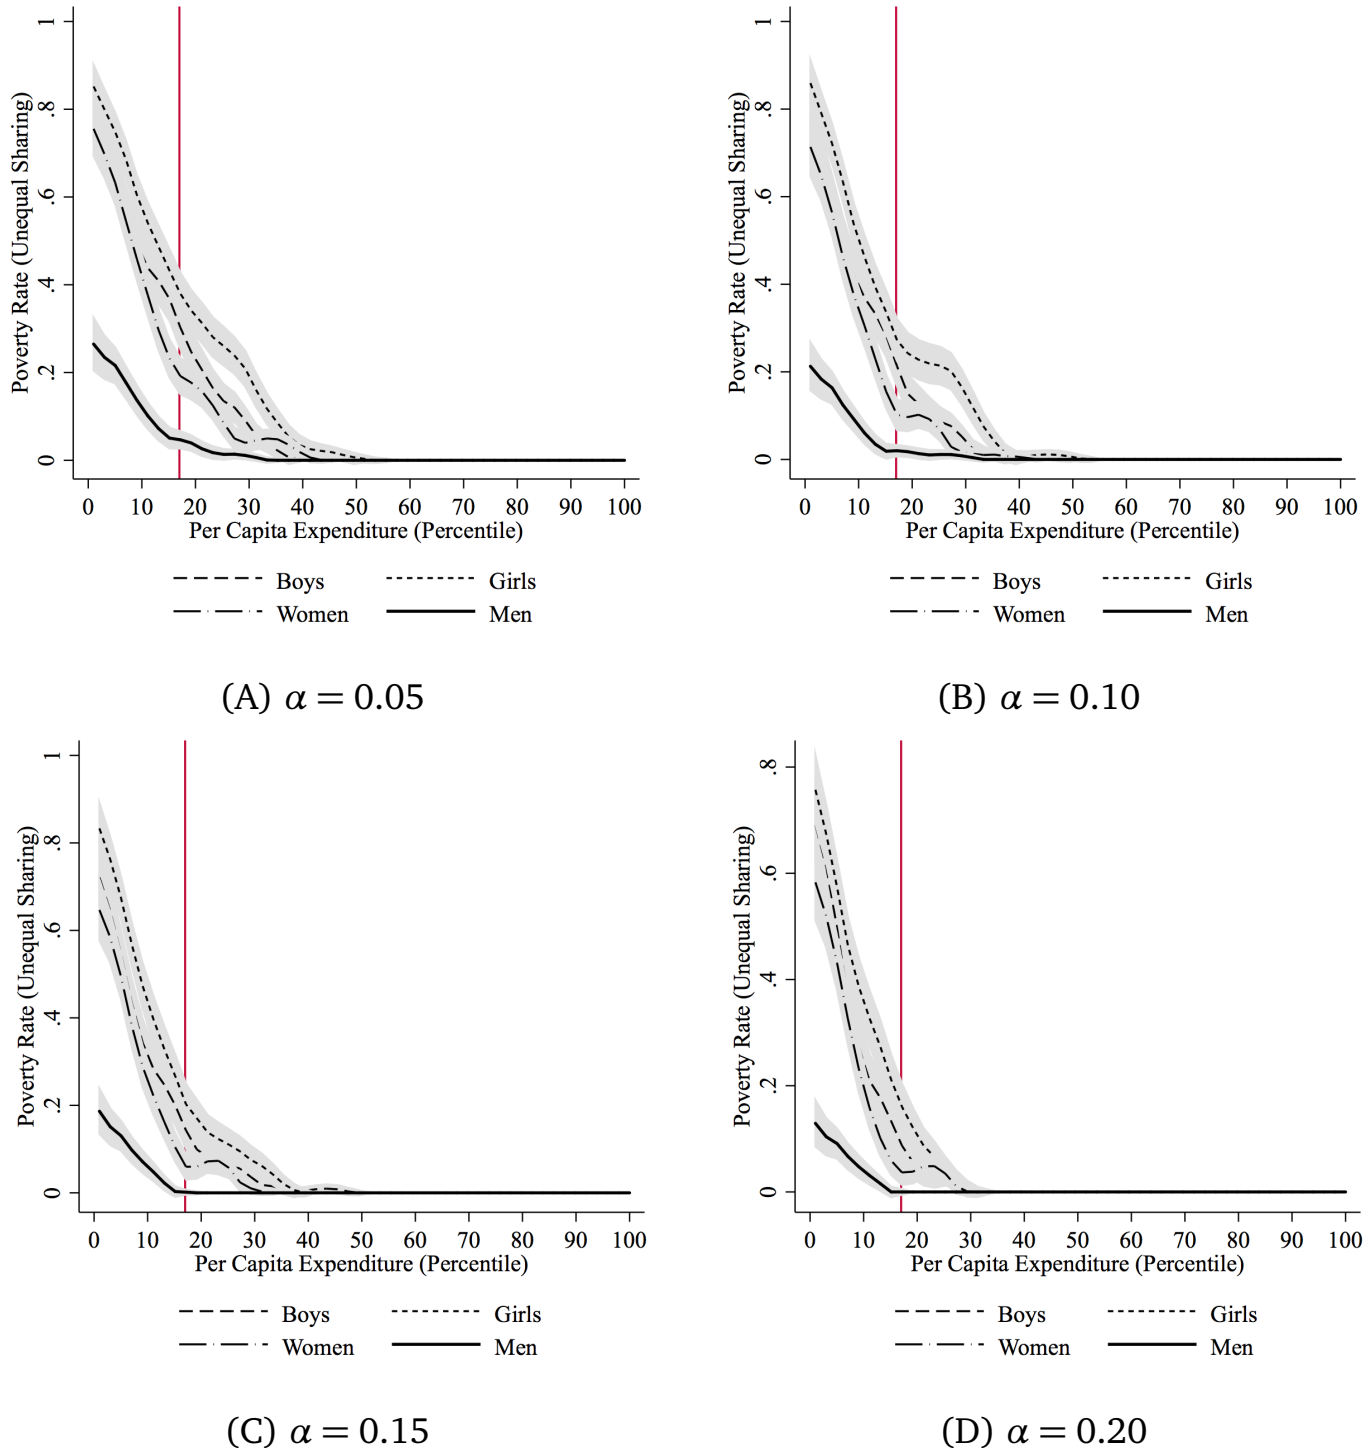 Poverty Rate (Unequal Sharing)
1
.8
.6
.4
.2
0
0 10 20 30 40 50 60 70 80 90 100
Per Capita Expenditure (Percentile)
Boys Girls
Women Men
(A) α = 0.05
Poverty Rate (Unequal Sharing)
1
.8
.6
.4
.2
0
0 10 20 30 40 50 60 70 80 90 100
Per Capita Expenditure (Percentile)
Boys Girls
Women Men
(B) α = 0.10
Poverty Rate (Unequal Sharing)
1
.8
.6
.4
.2
0
0 10 20 30 40 50 60 70 80 90 100
Per Capita Expenditure (Percentile)
Boys Girls
Women Men
(C) α = 0.15
Poverty Rate (Unequal Sharing)
.8
.6
.4
.2
0
0 10 20 30 40 50 60 70 80 90 100
Per Capita Expenditure (Percentile)
Boys Girls
Women Men
(D) α = 0.20